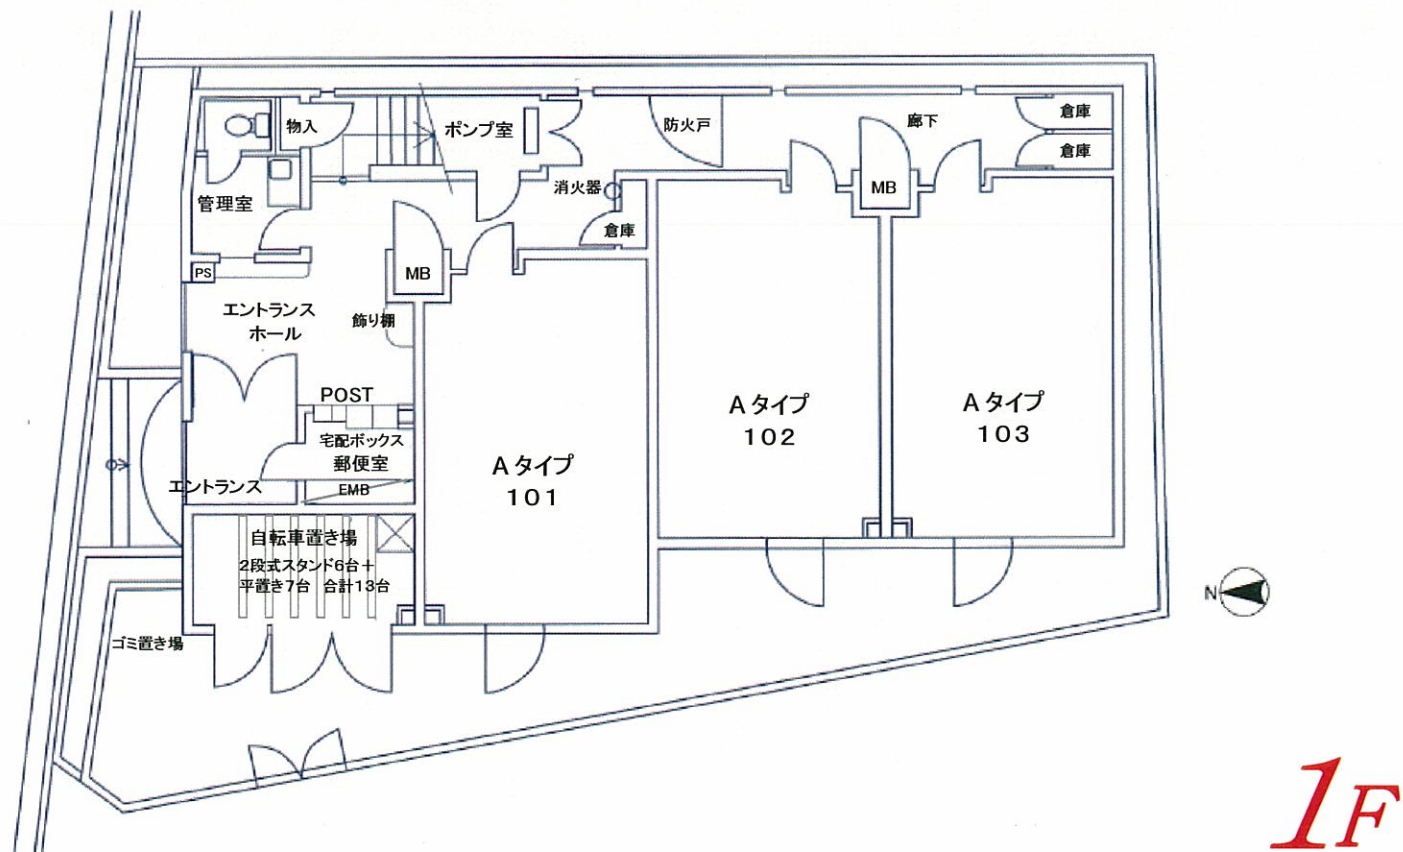 物入
ポンプ室
防火戸
廊下
倉庫
倉庫
管理室
消火器
MB
倉庫
PS
MB
エントランス
ホール
飾り棚
POST
宅配ボックス
郵便室
EMB
エントランス
Aタイプ
101
Aタイプ
102
Aタイプ
103
自転車置き場
2段式スタンド6台＋
平置き7台 合計13台
ゴミ置き場
N
1F